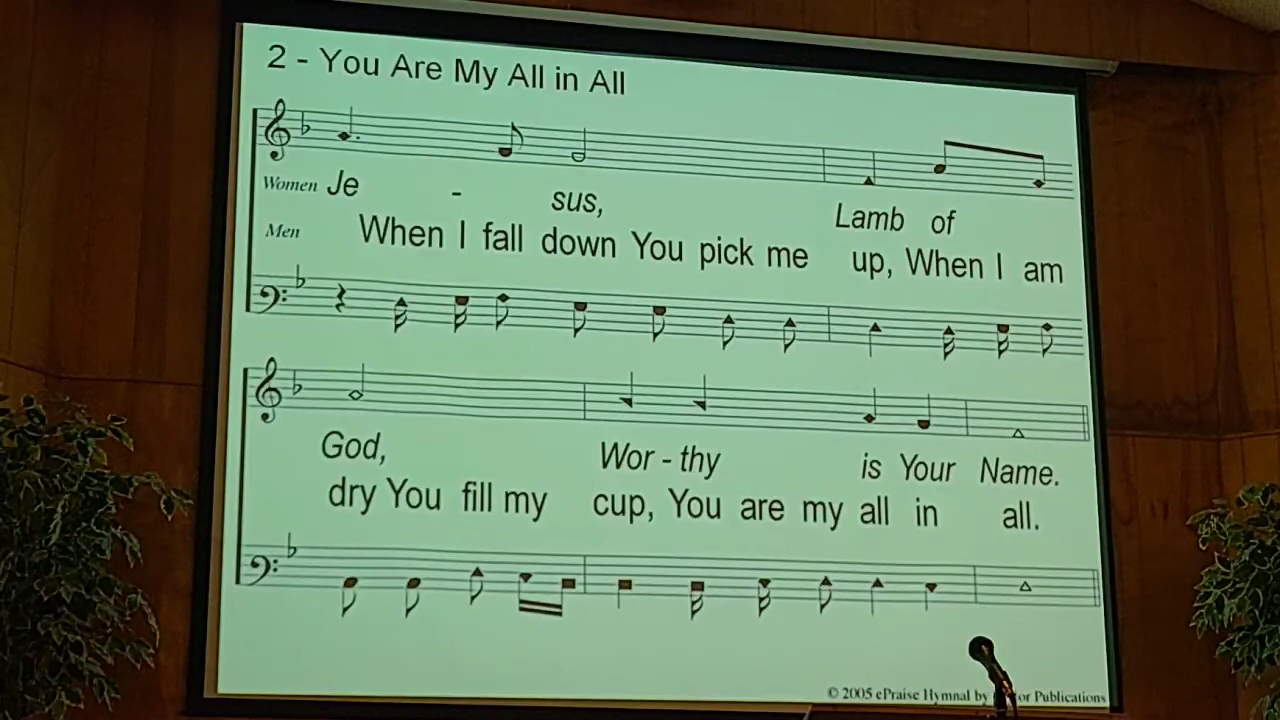 2 - You Are My All in All
Women Je - sus, Lamb of
Men When I fall down You pick me up, When I am
God, Wor - thy is Your Name.
dry You fill my cup, You are my all in all.
© 2005 ePraise Hymnal by or Publications